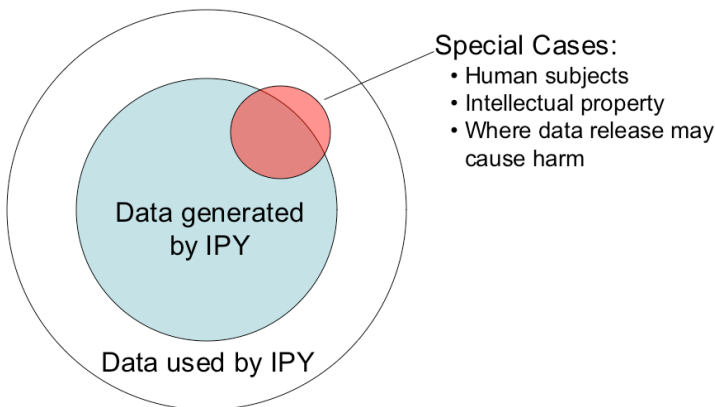 Special Cases:
• Human subjects
• Intellectual property
• Where data release may
cause harm
Data generated
by IPY
Data used by IPY